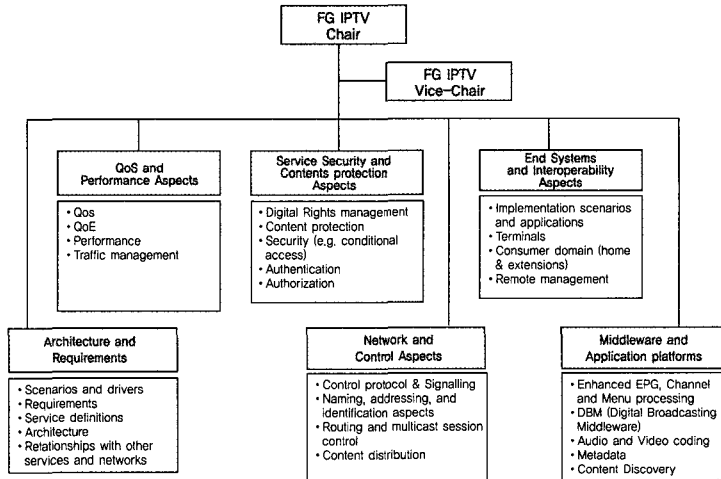 FG IPTV
Chair
FG IPTV
Vice-Chair
QoS and
Performance Aspects
• Qos
• QoE
• Performance
• Traffic management
Service Security and
Contents protection
Aspects
• Digital Rights management
• Content protection
• Security (e.g. conditional
access)
• Authentication
• Authorization
End Systems
and Interoperability
Aspects
• Implementation scenarios
and applications
• Terminals
• Consumer domain (home
& extensions)
• Remote management
Architecture and
Requirements
• Scenarios and drivers
• Requirements
• Service definitions
• Architecture
• Relationships with other
services and networks
Network and
Control Aspects
• Control protocol & Signalling
• Naming, addressing, and
identification aspects
• Routing and multicast session
control
• Content distribution
Middleware and
Application platforms
• Enhanced EPG, Channel
and Menu processing
• DBM (Digital Broadcasting
Middleware)
• Audio and Video coding
• Metadata
• Content Discovery